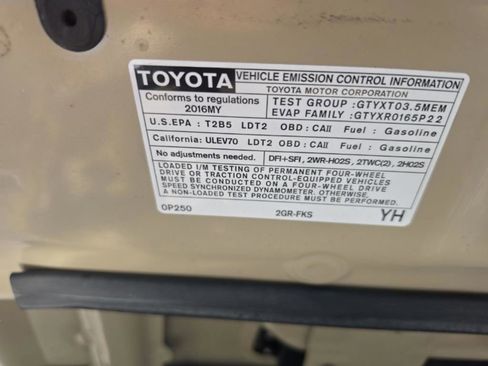 TOYOTA VEHICLE EMISSION CONTROL INFORMATION
TOYOTA MOTOR CORPORATION
Conforms to regulations
2016MY
TEST GROUP : GTYXT03.5MEM
EVAP FAMILY : GTYXR0165P22
U.S.EPA : T2B5 LDT2 OBD : CAII Fuel : Gasoline
California: ULEV70 LDT2 OBD : CAII Fuel : Gasoline
No adjustments needed. DFI+SFI, 2WR-HO2S, 2TWC(2), 2HO2S
LOADED I/M TESTING OF PERMANENT FOUR-WHEEL
DRIVE OR TRACTION CONTROL-EQUIPPED VEHICLES
MUST BE CONDUCTED ON A FOUR-WHEEL DRIVE
SPEED SYNCHRONIZED DYNAMOMETER. OTHERWISE
A NON-LOADED TEST PROCEDURE MUST BE USED.
0P250 2GR-FKS YH